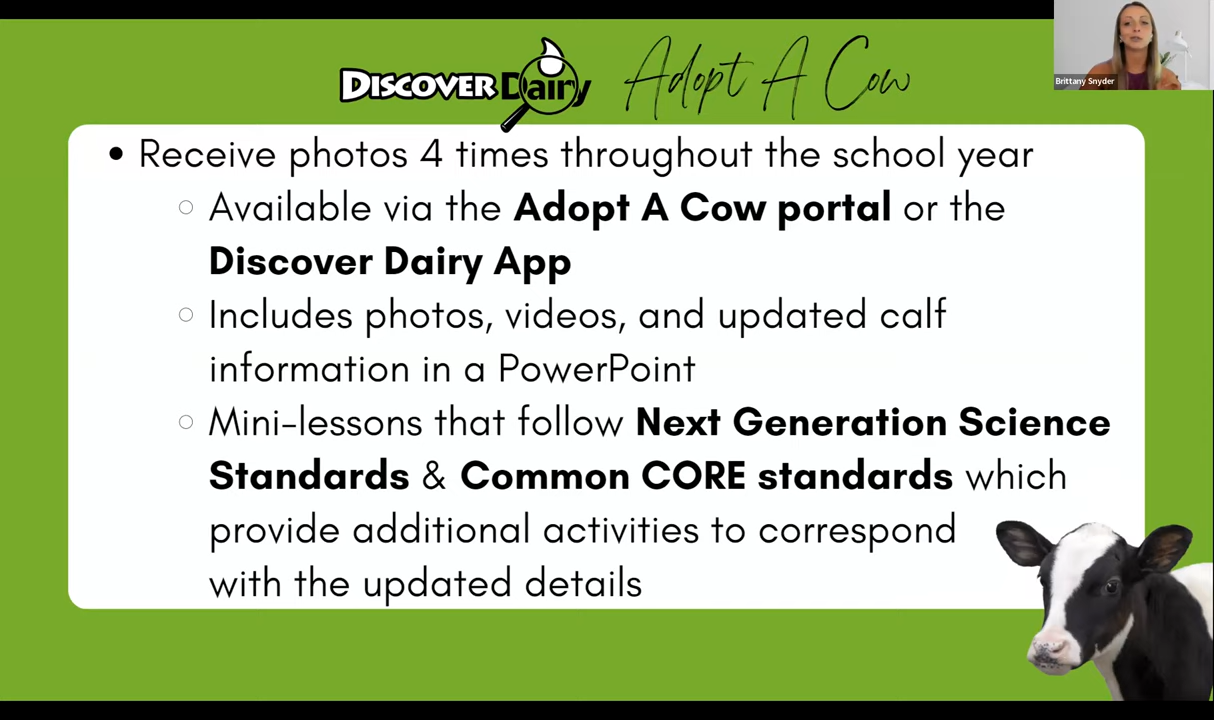 DISCOVER Dairy Adopt A Cow
Brittany Snyder
• Receive photos 4 times throughout the school year
○ Available via the Adopt A Cow portal or the
Discover Dairy App
○ Includes photos, videos, and updated calf
information in a PowerPoint
○ Mini-lessons that follow Next Generation Science
Standards & Common CORE standards which
provide additional activities to correspond
with the updated details